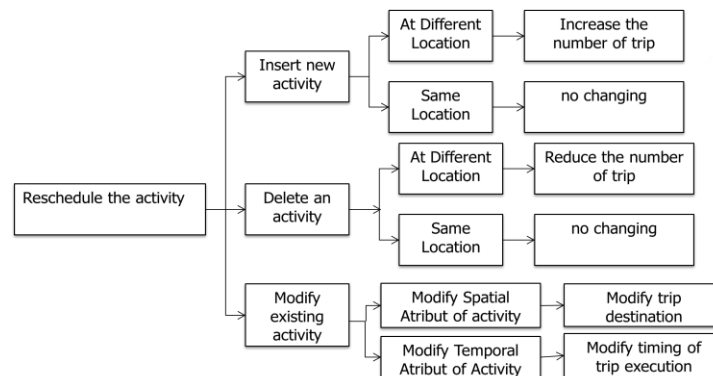 At Different
Location
Increase the
number of trip
Insert new
activity
Same
Location
no changing
At Different
Location
Reduce the number
of trip
Reschedule the activity
Delete an
activity
Same
Location
no changing
Modify
existing
activity
Modify Spatial
Atribut of activity
Modify trip
destination
Modify Temporal
Atribut of Activity
Modify timing of
trip execution